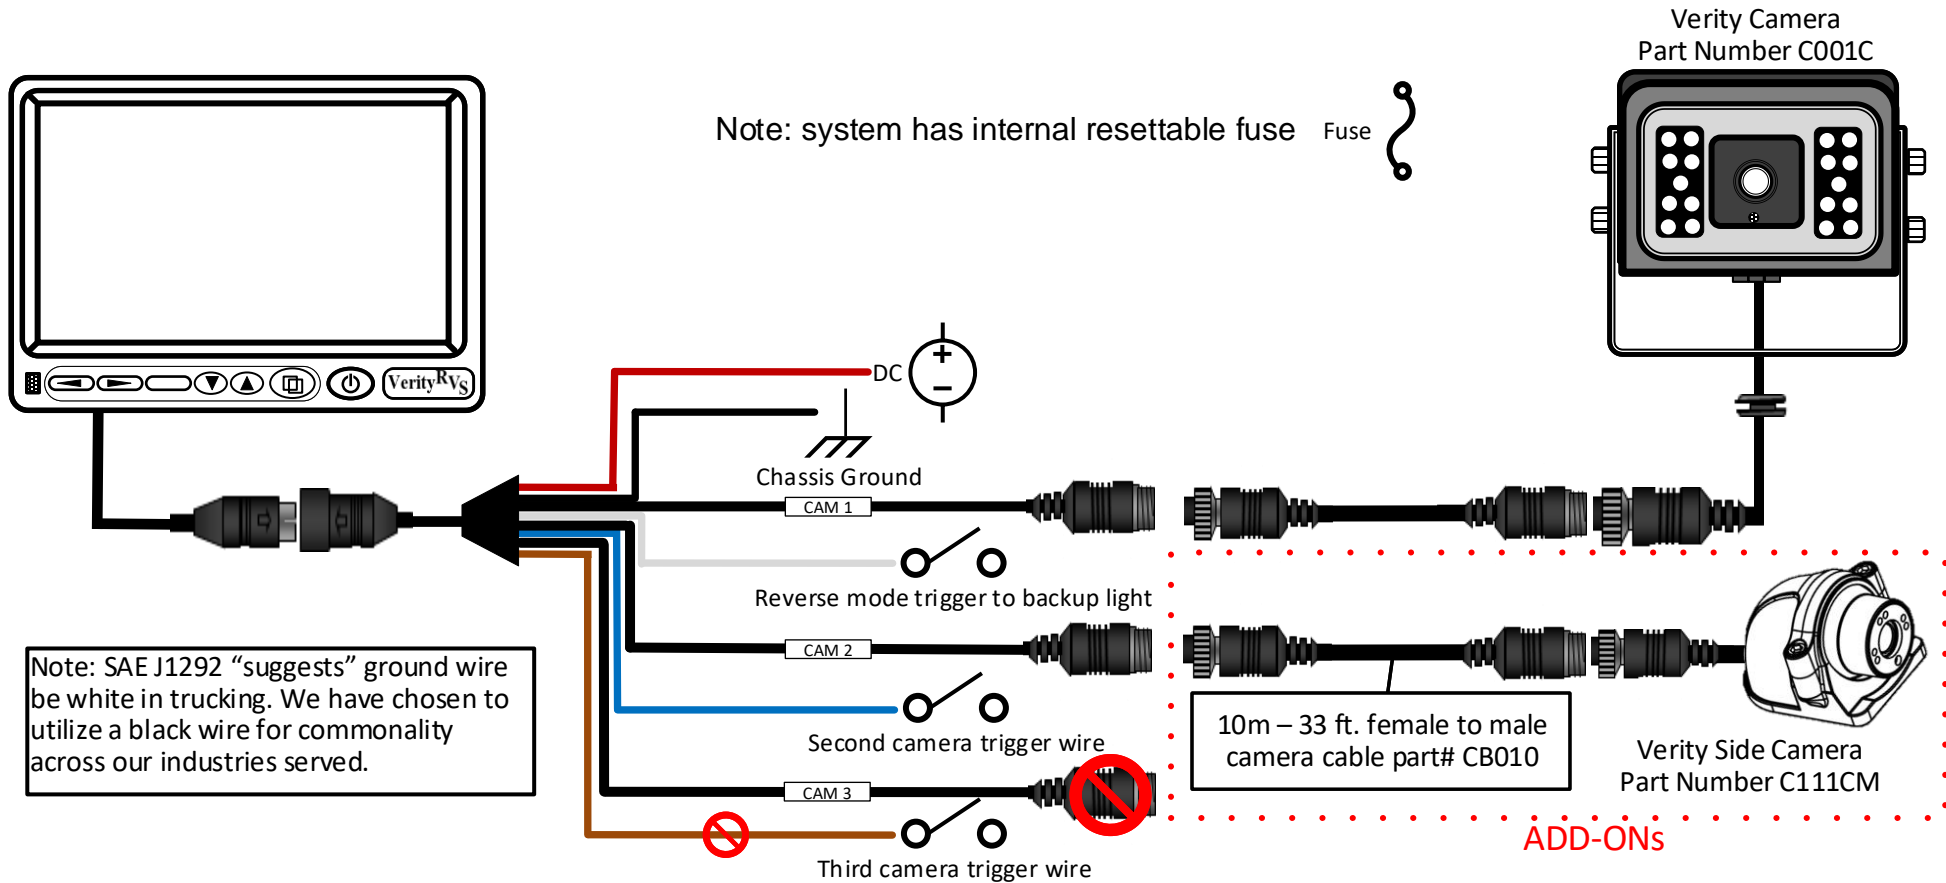 Verity Camera
Part Number C001C
Note: system has internal resettable fuse
Fuse
VerityRVS
DC
Chassis Ground
CAM 1
Reverse mode trigger to backup light
CAM 2
Second camera trigger wire
CAM 3
Third camera trigger wire
Note: SAE J1292 “suggests” ground wire
be white in trucking. We have chosen to
utilize a black wire for commonality
across our industries served.
10m – 33 ft. female to male
camera cable part# CB010
Verity Side Camera
Part Number C111CM
ADD-ONs